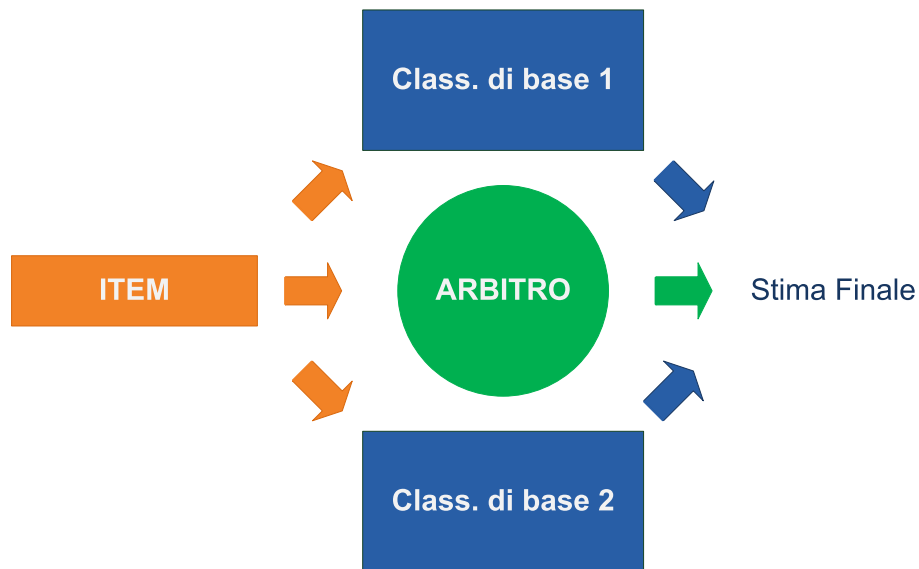 Class. di base 1
ITEM
ARBITRO
Stima Finale
Class. di base 2